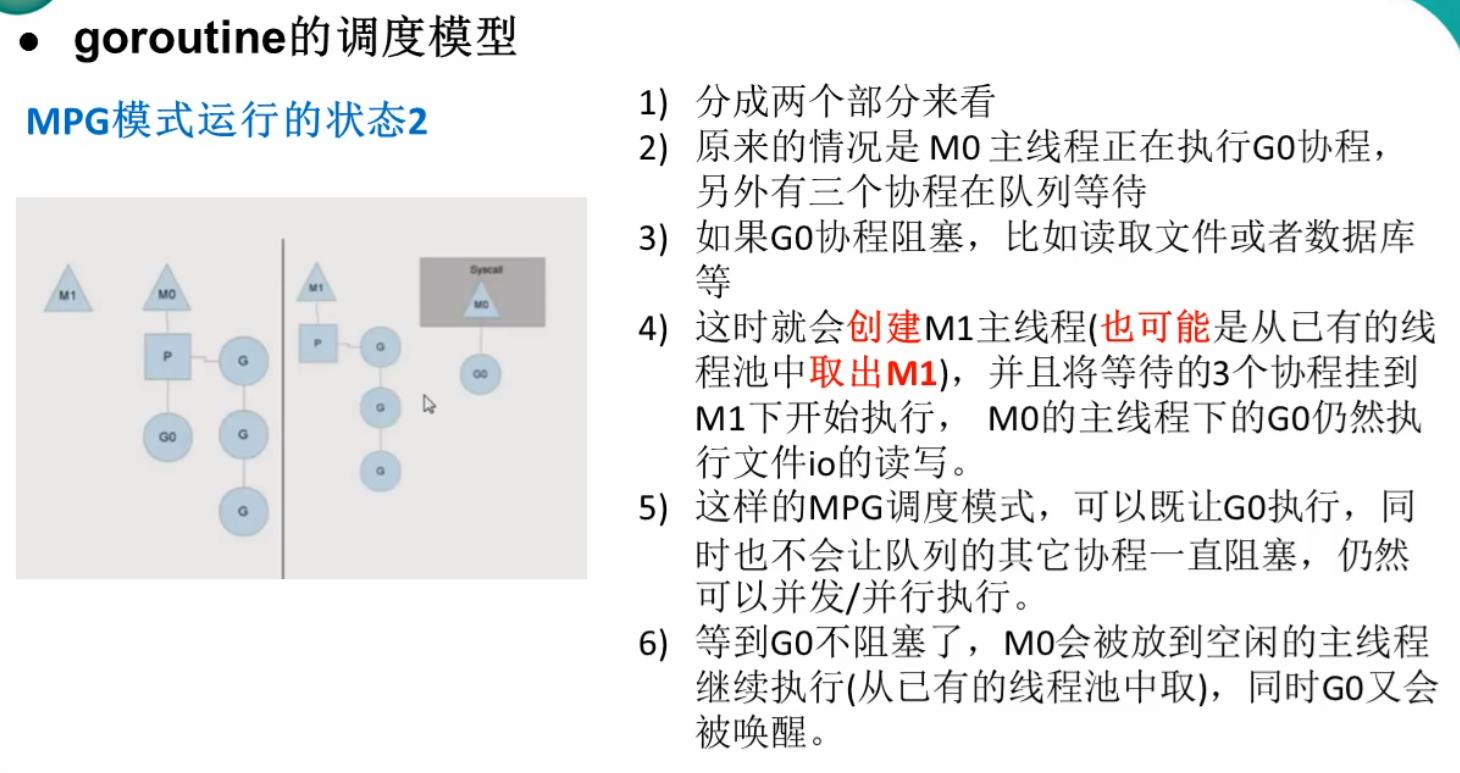 ● goroutine的调度模型
MPG模式运行的状态2
M1
M0
P
G
G0
G
G
M1
P
G
G
G
Syscall
M0
G0
1) 分成两个部分来看
2) 原来的情况是 M0 主线程正在执行G0协程，
另外有三个协程在队列等待
3) 如果G0协程阻塞，比如读取文件或者数据库
等
4) 这时就会创建M1主线程(也可能是从已有的线
程池中取出M1)，并且将等待的3个协程挂到
M1下开始执行， M0的主线程下的G0仍然执
行文件io的读写。
5) 这样的MPG调度模式，可以既让G0执行，同
时也不会让队列的其它协程一直阻塞，仍然
可以并发/并行执行。
6) 等到G0不阻塞了，M0会被放到空闲的主线程
继续执行(从已有的线程池中取)，同时G0又会
被唤醒。